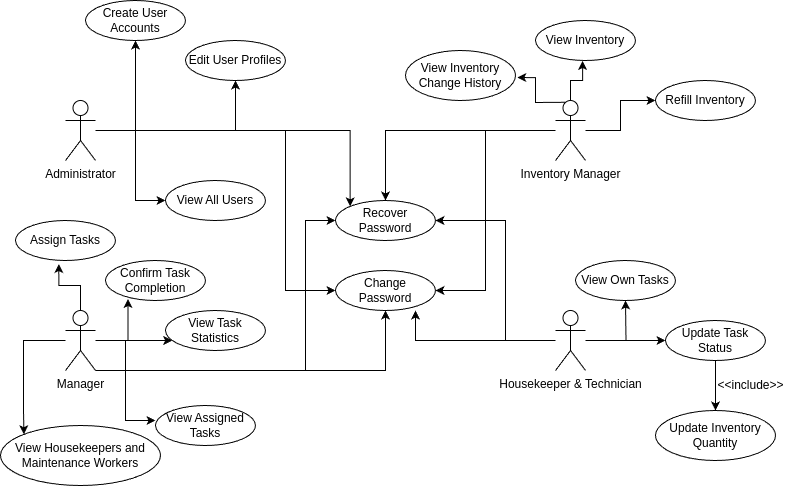 Create User
Accounts
Edit User Profiles
View Inventory
View Inventory
Change History
Refill Inventory
Administrator
Inventory Manager
View All Users
Recover
Password
Assign Tasks
Confirm Task
Completion
Change
Password
View Own Tasks
View Task
Statistics
Update Task
Status
Manager
Housekeeper & Technician
<<include>>
View Assigned
Tasks
View Housekeepers and
Maintenance Workers
Update Inventory
Quantity